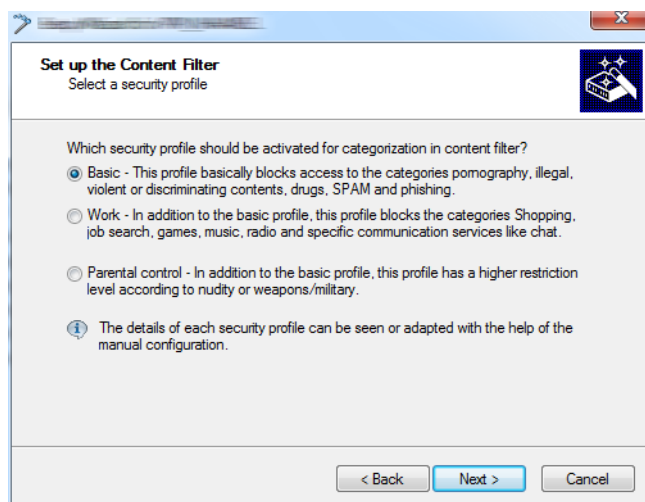 Set up the Content Filter
Select a security profile
Which security profile should be activated for categorization in content filter?
Basic - This profile basically blocks access to the categories pornography, illegal,
violent or discriminating contents, drugs, SPAM and phishing.
Work - In addition to the basic profile, this profile blocks the categories Shopping,
job search, games, music, radio and specific communication services like chat.
Parental control - In addition to the basic profile, this profile has a higher restriction
level according to nudity or weapons/military.
The details of each security profile can be seen or adapted with the help of the
manual configuration.
< Back Next > Cancel